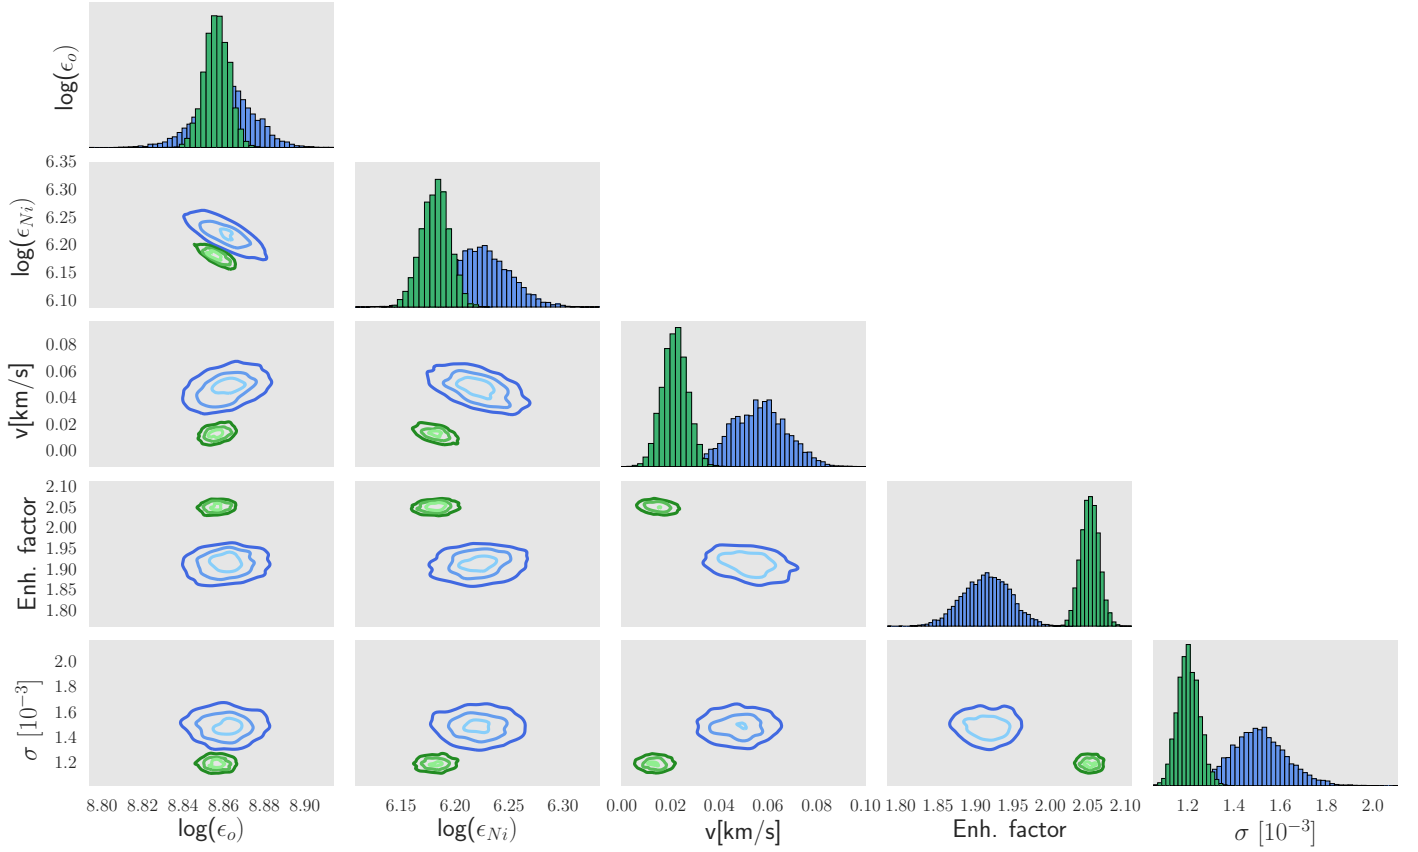 log(ϵ_o)
6.35
6.30
6.25
6.20
6.15
6.10
log(ϵ_{Ni})
0.08
0.06
0.04
0.02
0.00
v[km/s]
2.10
2.05
2.00
1.95
1.90
1.85
1.80
Enh. factor
2.0
1.8
1.6
1.4
1.2
σ [10^{−3}]
8.80 8.82 8.84 8.86 8.88 8.90
6.15 6.20 6.25 6.30
0.00 0.02 0.04 0.06 0.08 0.10
1.80 1.85 1.90 1.95 2.00 2.05 2.10
1.2 1.4 1.6 1.8 2.0
log(ϵ_o)
log(ϵ_{Ni})
v[km/s]
Enh. factor
σ [10^{−3}]